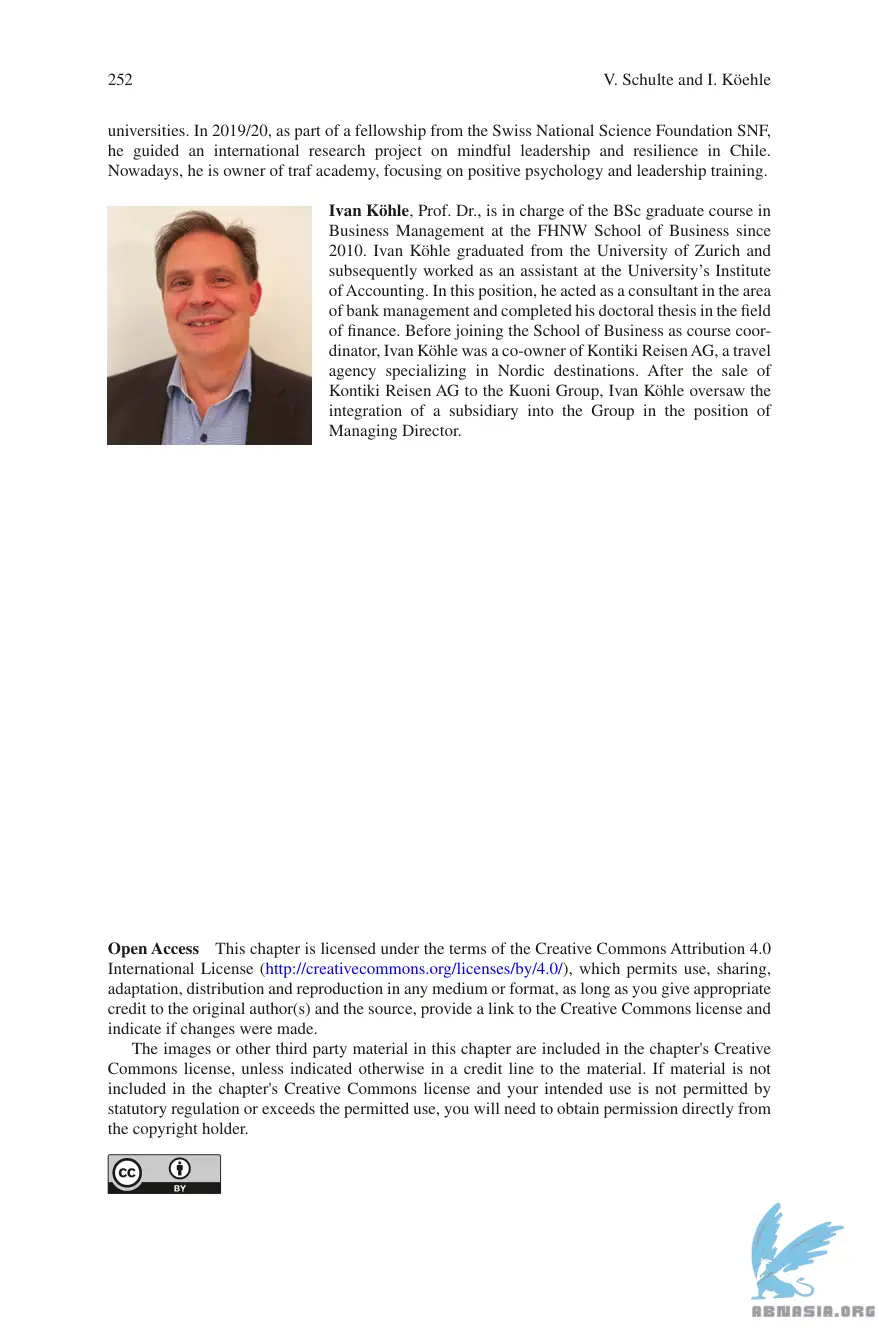 252
V. Schulte and I. Köehle
universities. In 2019/20, as part of a fellowship from the Swiss National Science Foundation SNF,
he guided an international research project on mindful leadership and resilience in Chile.
Nowadays, he is owner of traf academy, focusing on positive psychology and leadership training.
Ivan Köhle, Prof. Dr., is in charge of the BSc graduate course in
Business Management at the FHNW School of Business since
2010. Ivan Köhle graduated from the University of Zurich and
subsequently worked as an assistant at the University’s Institute
of Accounting. In this position, he acted as a consultant in the area
of bank management and completed his doctoral thesis in the field
of finance. Before joining the School of Business as course coor-
dinator, Ivan Köhle was a co-owner of Kontiki Reisen AG, a travel
agency specializing in Nordic destinations. After the sale of
Kontiki Reisen AG to the Kuoni Group, Ivan Köhle oversaw the
integration of a subsidiary into the Group in the position of
Managing Director.
Open Access This chapter is licensed under the terms of the Creative Commons Attribution 4.0
International License (http://creativecommons.org/licenses/by/4.0/), which permits use, sharing,
adaptation, distribution and reproduction in any medium or format, as long as you give appropriate
credit to the original author(s) and the source, provide a link to the Creative Commons license and
indicate if changes were made.
The images or other third party material in this chapter are included in the chapter's Creative
Commons license, unless indicated otherwise in a credit line to the material. If material is not
included in the chapter's Creative Commons license and your intended use is not permitted by
statutory regulation or exceeds the permitted use, you will need to obtain permission directly from
the copyright holder.
cc
BY
ABNASIA.ORG